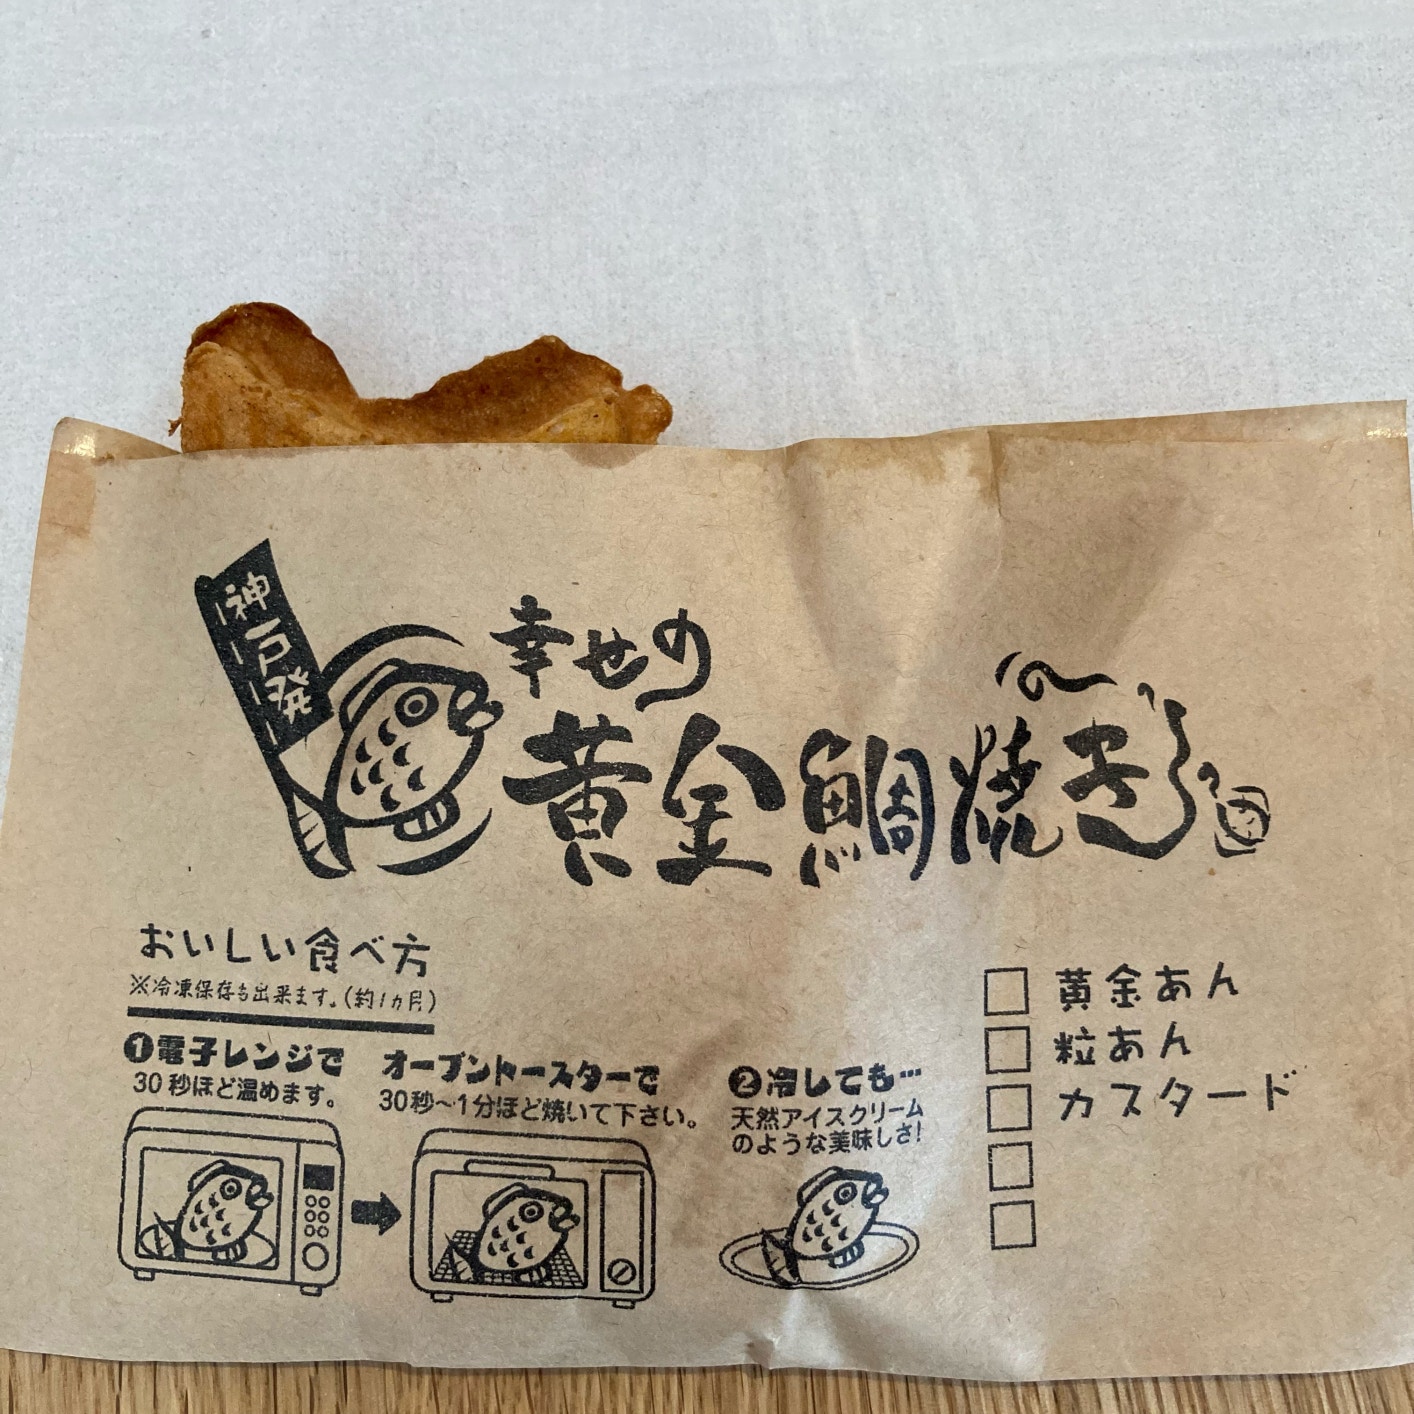 神戸発
幸せの
黄金鯛焼き
おいしい食べ方
※冷凍保存も出来ます。(約1ヵ月)
❶電子レンジで
30秒ほど温めます。
オーブントースターで
30秒〜1分ほど焼いて下さい。
❷冷しても…
天然アイスクリーム
のような美味しさ!
□ 黄金あん
□ 粒あん
□ カスタード
□
□